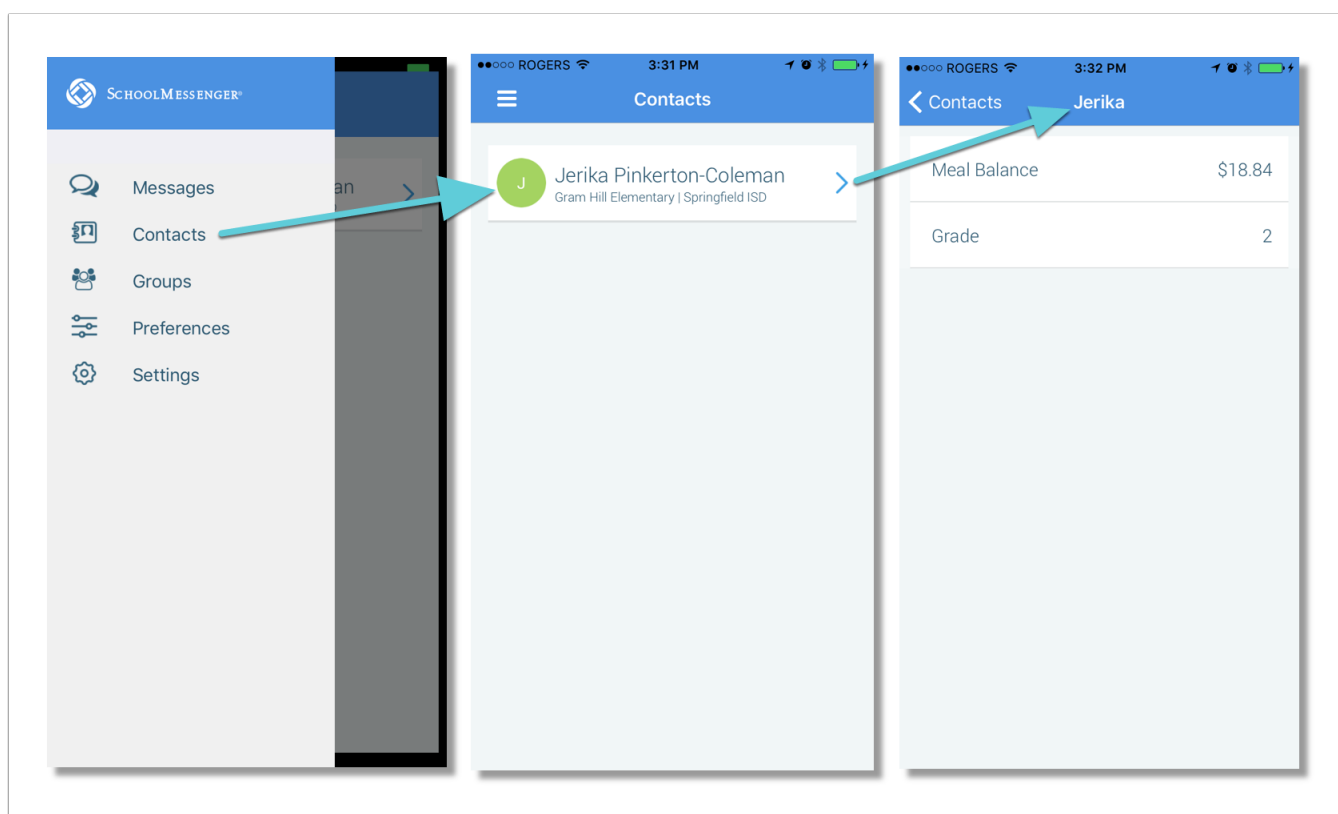 SCHOOLMESSENGER®
Messages
an
Contacts
Groups
Preferences
Settings
ROGERS 3:31 PM
Contacts
J
Jerika Pinkerton-Coleman
Gram Hill Elementary | Springfield ISD
ROGERS 3:32 PM
Contacts Jerika
Meal Balance $18.84
Grade 2